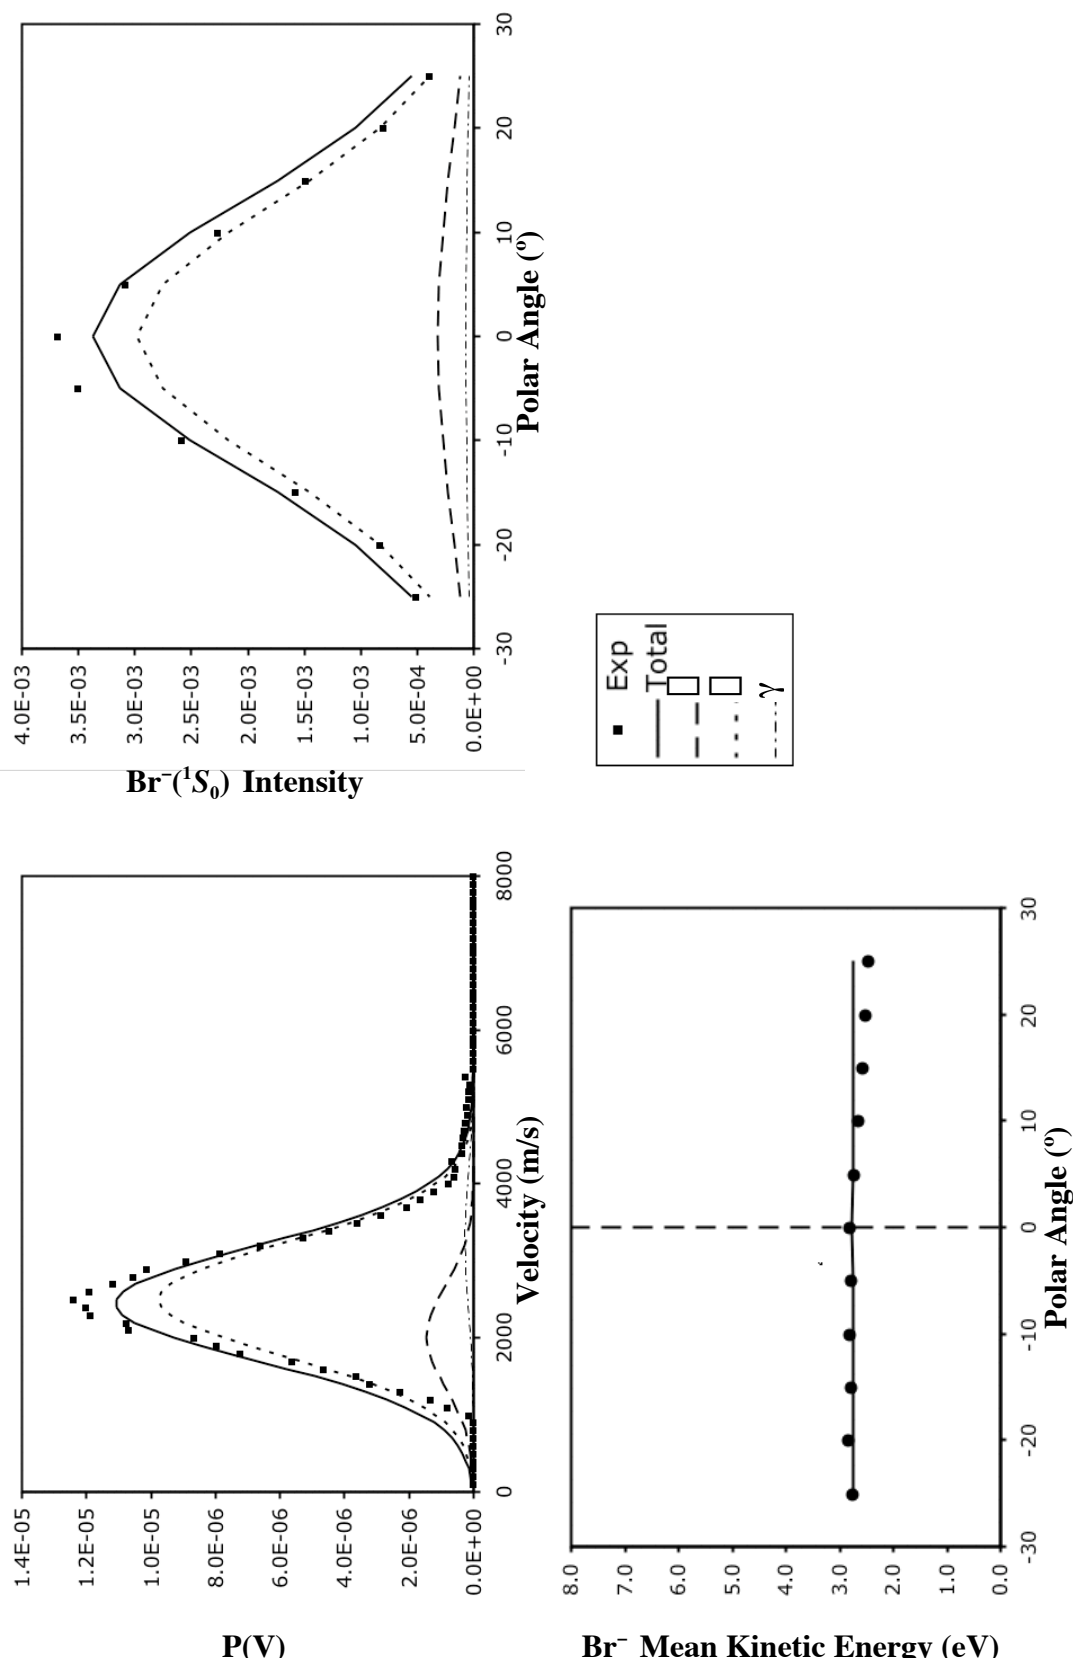 4.0E-03
3.5E-03
3.0E-03
2.5E-03
2.0E-03
1.5E-03
1.0E-03
5.0E-04
0.0E+00
-30
-20
-10
0
10
20
30
Polar Angle (º)
Br⁻(¹S₀) Intensity
Exp
Total
γ
1.4E-05
1.2E-05
1.0E-05
8.0E-06
6.0E-06
4.0E-06
2.0E-06
0.0E+00
0
2000
4000
6000
8000
Velocity (m/s)
P(V)
8.0
7.0
6.0
5.0
4.0
3.0
2.0
1.0
0.0
-30
-20
-10
0
10
20
30
Polar Angle (º)
Br⁻ Mean Kinetic Energy (eV)